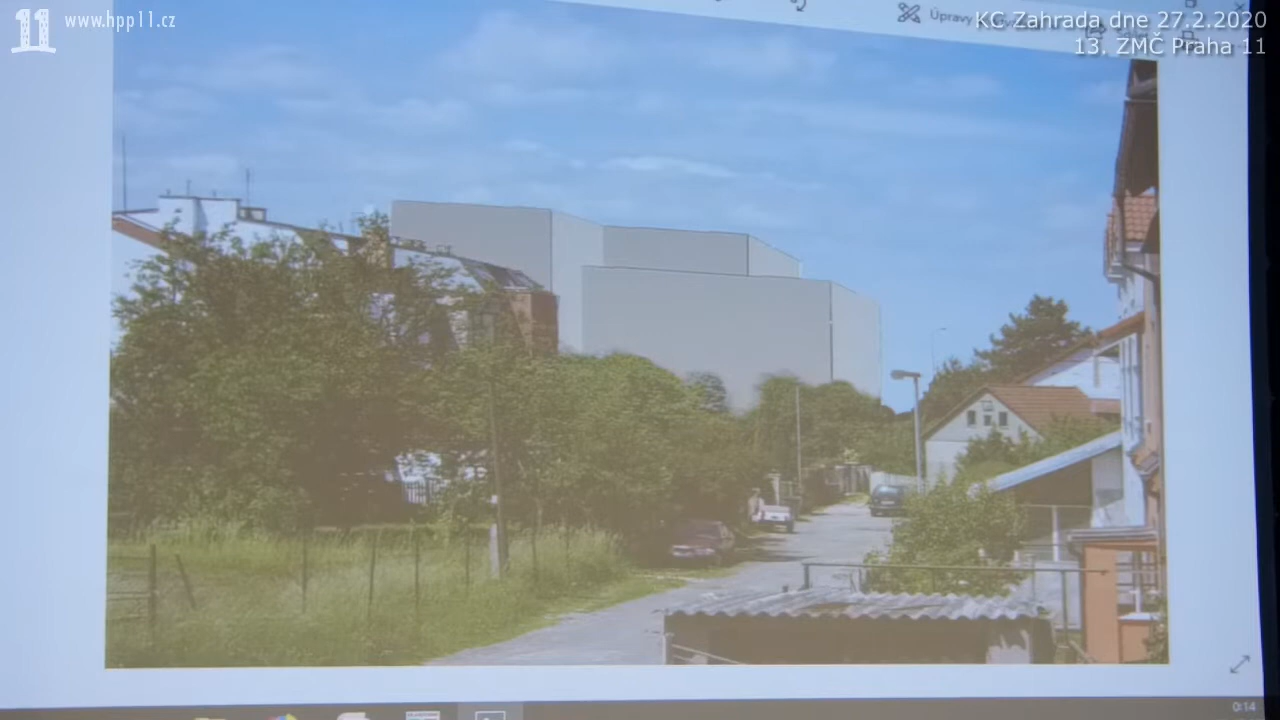 11 www.hpp11.cz
Úpravy
KC Zahrada dne 27.2.2020
13. ZMČ Praha 11
0:14